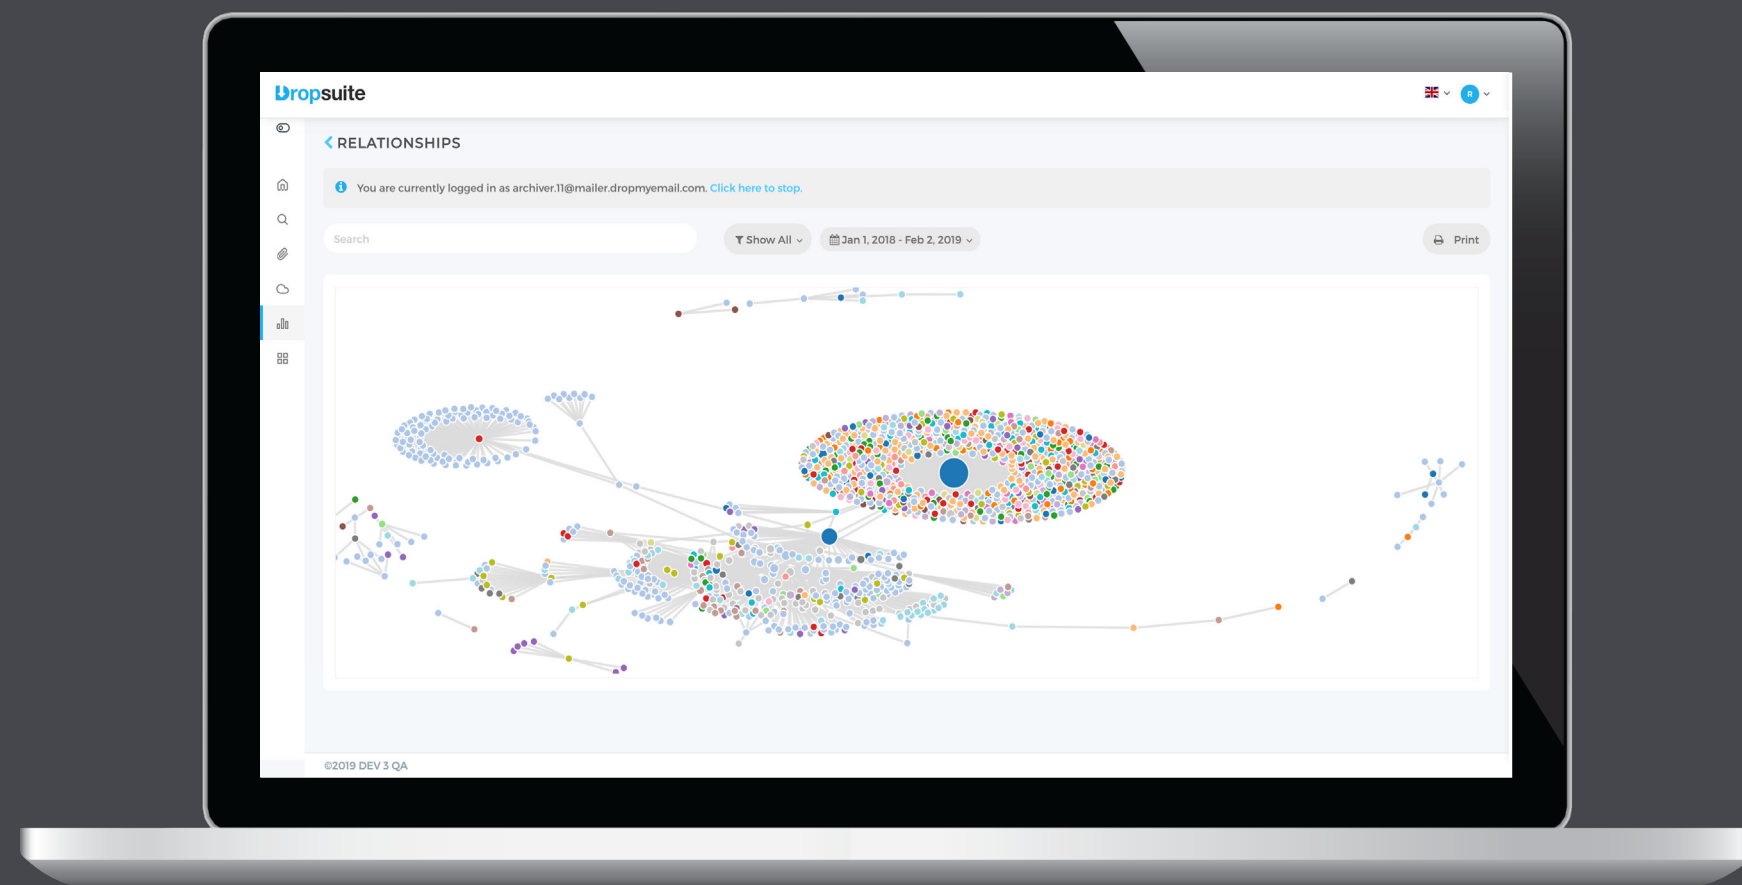 Dropsuite
R
RELATIONSHIPS
You are currently logged in as archiver.11@mailer.dropmyemail.com. Click here to stop.
Search
Show All
Jan 1, 2018 - Feb 2, 2019
Print
©2019 DEV 3 QA